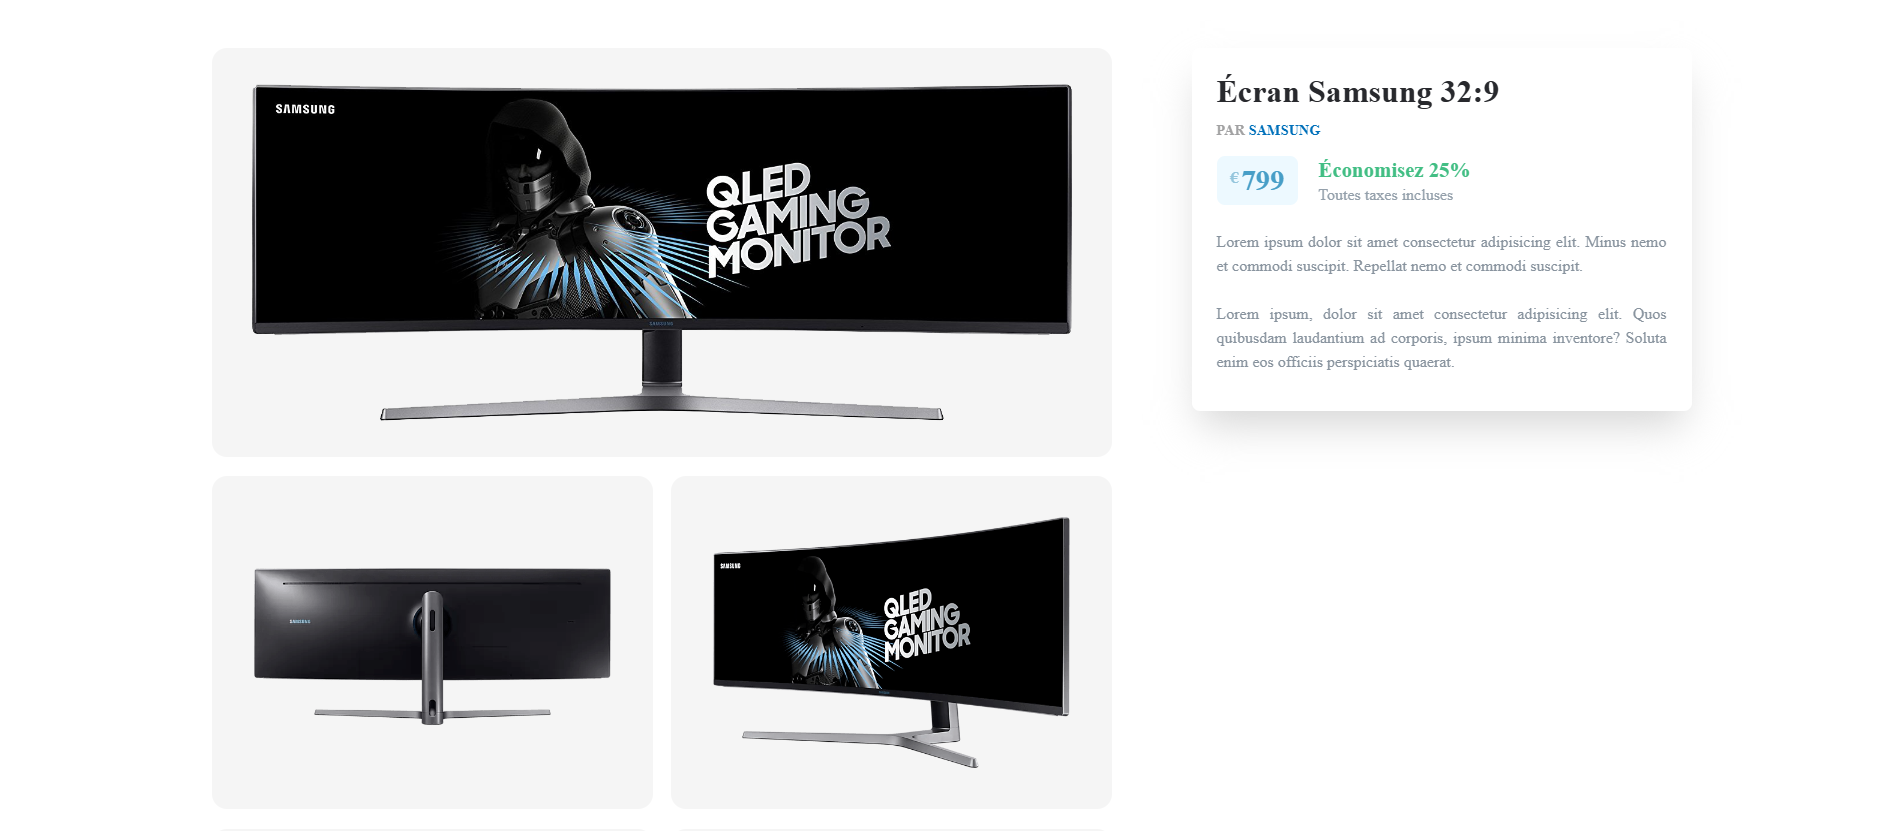 SAMSUNG
QLED
GAMING
MONITOR
SAMSUNG
Écran Samsung 32:9
PAR SAMSUNG
€799
Économisez 25%
Toutes taxes incluses
Lorem ipsum dolor sit amet consectetur adipisicing elit. Minus nemo
et commodi suscipit. Repellat nemo et commodi suscipit.
Lorem ipsum, dolor sit amet consectetur adipisicing elit. Quos
quibusdam laudantium ad corporis, ipsum minima inventore? Soluta
enim eos officiis perspiciatis quaerat.
SAMSUNG
SAMSUNG
QLED
GAMING
MONITOR